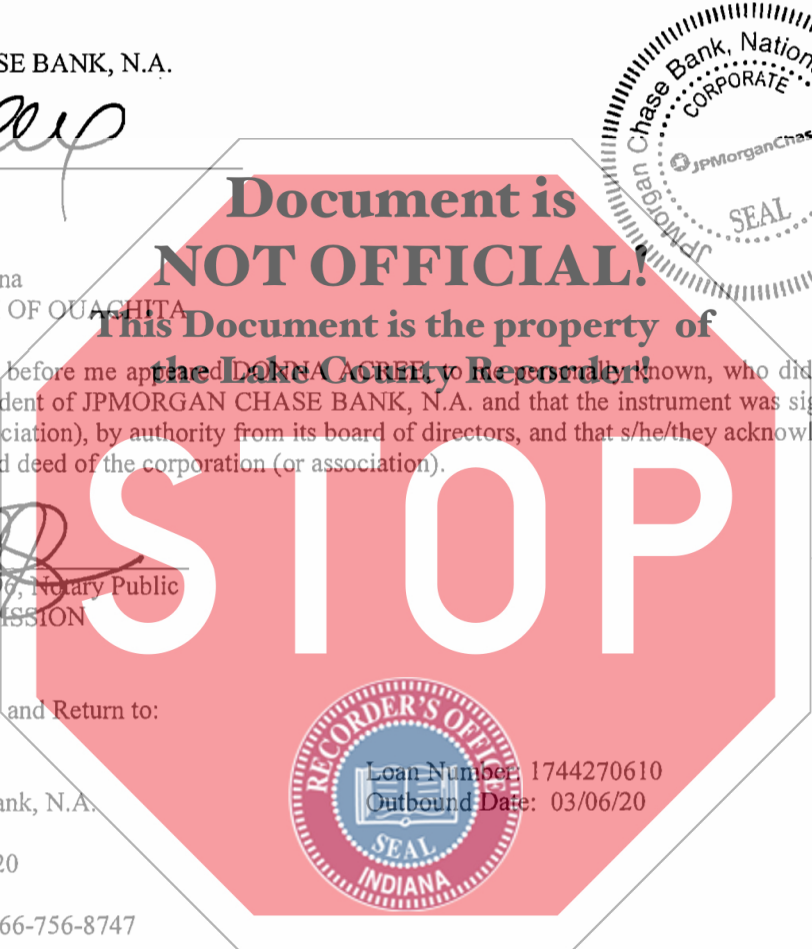 SE BANK, N.A.
JPMorgan Chase Bank, Nation
CORPORATE
JPMorganChas
SEAL
Document is
NOT OFFICIAL!
na
OF OUACHITA
This Document is the property of
the Lake County Recorder!
before me appeared DONNA ACREE, to me personally known, who did
dent of JPMORGAN CHASE BANK, N.A. and that the instrument was sig
ciation), by authority from its board of directors, and that s/he/they acknowl
d deed of the corporation (or association).
STOP
6, Notary Public
ISSION
and Return to:
RECORDER'S OFFICE
Loan Number: 1744270610
Outbound Date: 03/06/20
ank, N.A.
SEAL
INDIANA
20
66-756-8747